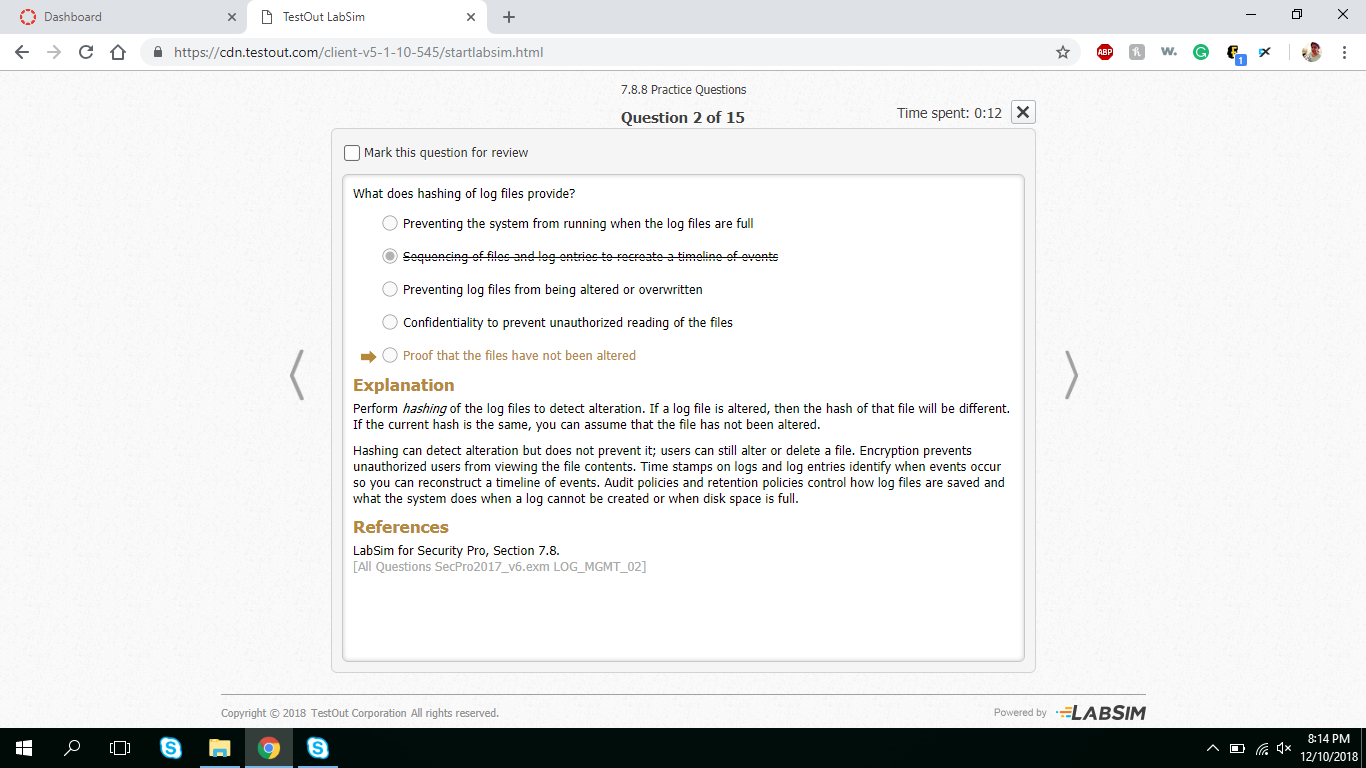 Dashboard
TestOut LabSim
https://cdn.testout.com/client-v5-1-10-545/startlabsim.html
ABP
w.
1
7.8.8 Practice Questions
Question 2 of 15
Time spent: 0:12
Mark this question for review
What does hashing of log files provide?
Preventing the system from running when the log files are full
Sequencing of files and log entries to recreate a timeline of events
Preventing log files from being altered or overwritten
Confidentiality to prevent unauthorized reading of the files
Proof that the files have not been altered
Explanation
Perform hashing of the log files to detect alteration. If a log file is altered, then the hash of that file will be different.
If the current hash is the same, you can assume that the file has not been altered.
Hashing can detect alteration but does not prevent it; users can still alter or delete a file. Encryption prevents
unauthorized users from viewing the file contents. Time stamps on logs and log entries identify when events occur
so you can reconstruct a timeline of events. Audit policies and retention policies control how log files are saved and
what the system does when a log cannot be created or when disk space is full.
References
LabSim for Security Pro, Section 7.8.
[All Questions SecPro2017_v6.exm LOG_MGMT_02]
Copyright © 2018 TestOut Corporation All rights reserved.
Powered by LABSIM
8:14 PM
12/10/2018